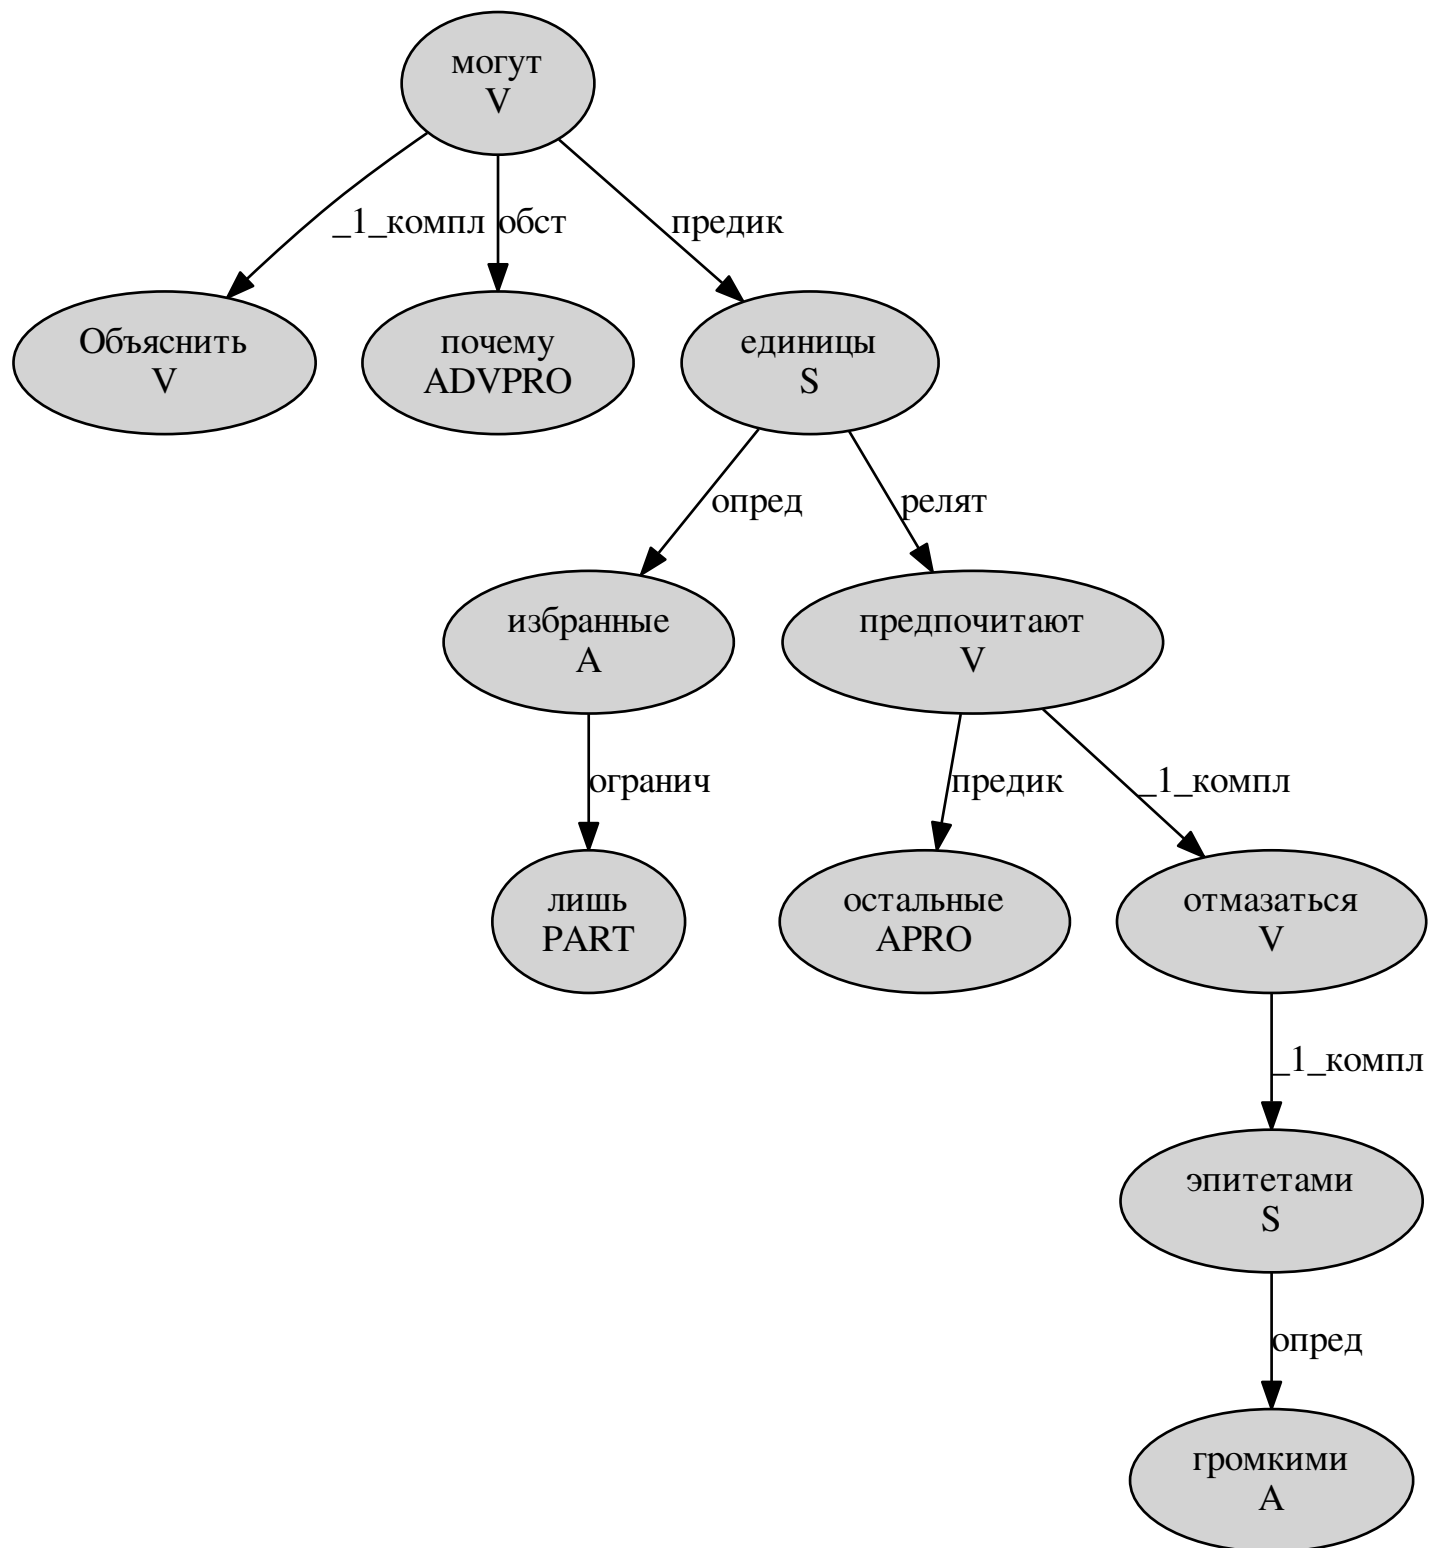 могут
V
_1_компл
обст
предик
Объяснить
V
почему
ADVPRO
единицы
S
опред
релят
избранные
A
предпочитают
V
огранич
предик
_1_компл
лишь
PART
остальные
APRO
отмазаться
V
_1_компл
эпитетами
S
опред
громкими
A